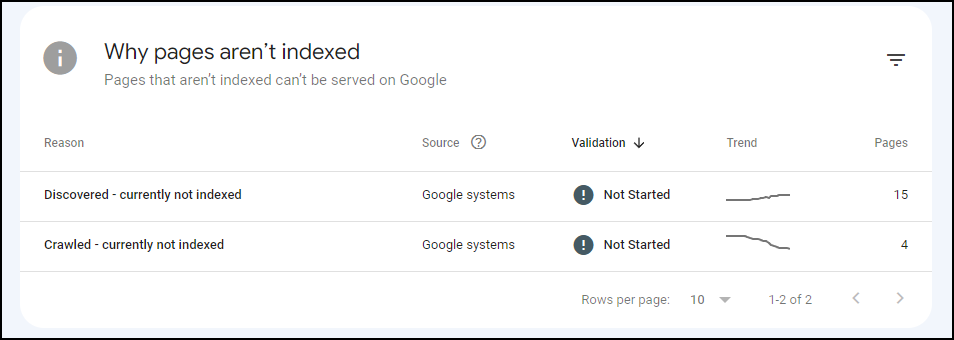 Why pages aren't indexed
Pages that aren't indexed can't be served on Google
Reason Source Validation Trend Pages
Discovered - currently not indexed Google systems Not Started 15
Crawled - currently not indexed Google systems Not Started 4
Rows per page: 10 1-2 of 2